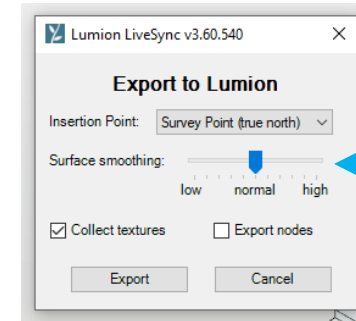 Lumion LiveSync v3.60.540
Export to Lumion
Insertion Point: Survey Point (true north)
Surface smoothing:
low normal high
Collect textures Export nodes
Export Cancel